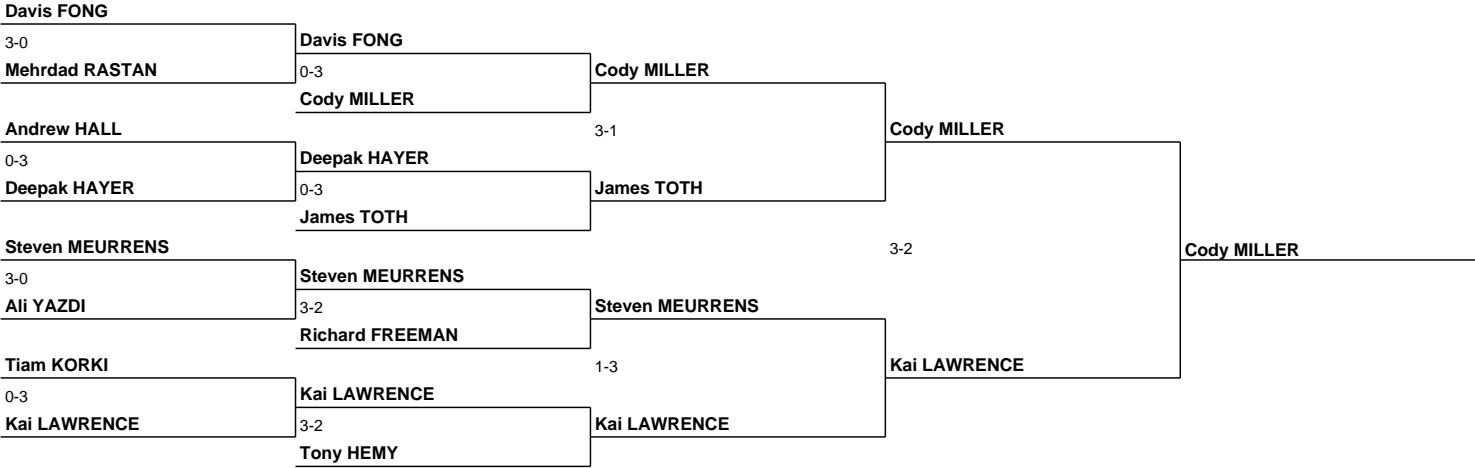 Davis FONG
3-0
Mehrdad RASTAN
Andrew HALL
0-3
Deepak HAYER
Steven MEURRENS
3-0
Ali YAZDI
Tiam KORKI
0-3
Kai LAWRENCE
Davis FONG
0-3
Cody MILLER
Deepak HAYER
0-3
James TOTH
Steven MEURRENS
3-2
Richard FREEMAN
Kai LAWRENCE
3-2
Tony HEMY
Cody MILLER
3-1
James TOTH
Steven MEURRENS
1-3
Kai LAWRENCE
Cody MILLER
3-2
Kai LAWRENCE
Cody MILLER